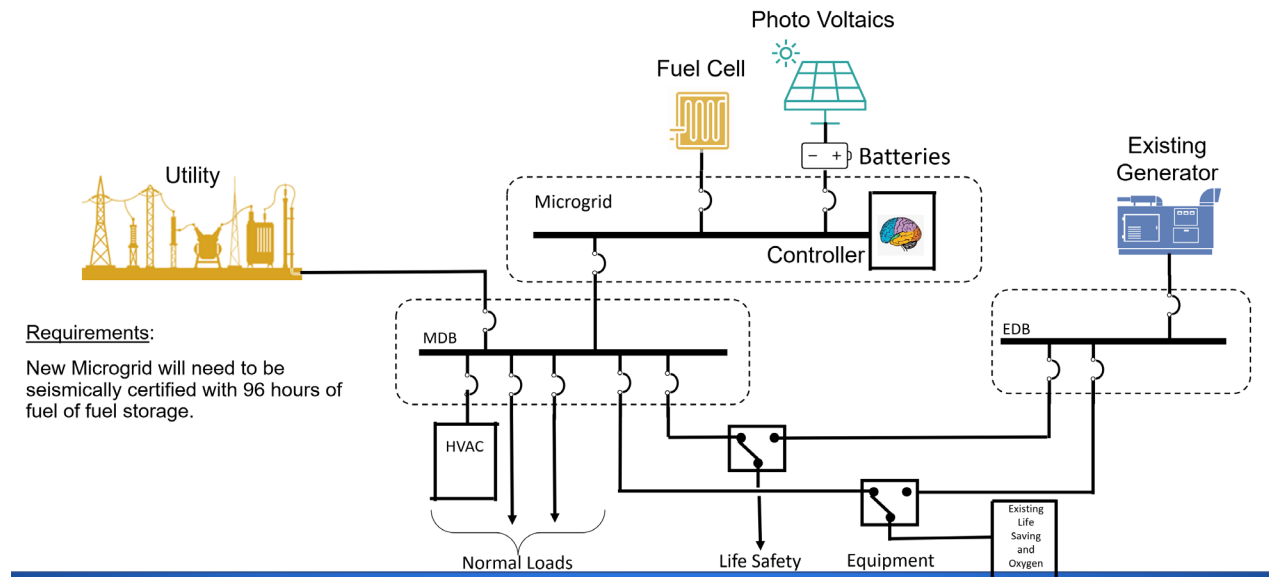 Photo Voltaics
Fuel Cell
− +
Batteries
Existing
Generator
Utility
Microgrid
Controller
Requirements:
New Microgrid will need to be
seismically certified with 96 hours of
fuel of fuel storage.
MDB
EDB
HVAC
Normal Loads
Life Safety
Equipment
Existing
Life
Saving
and
Oxygen